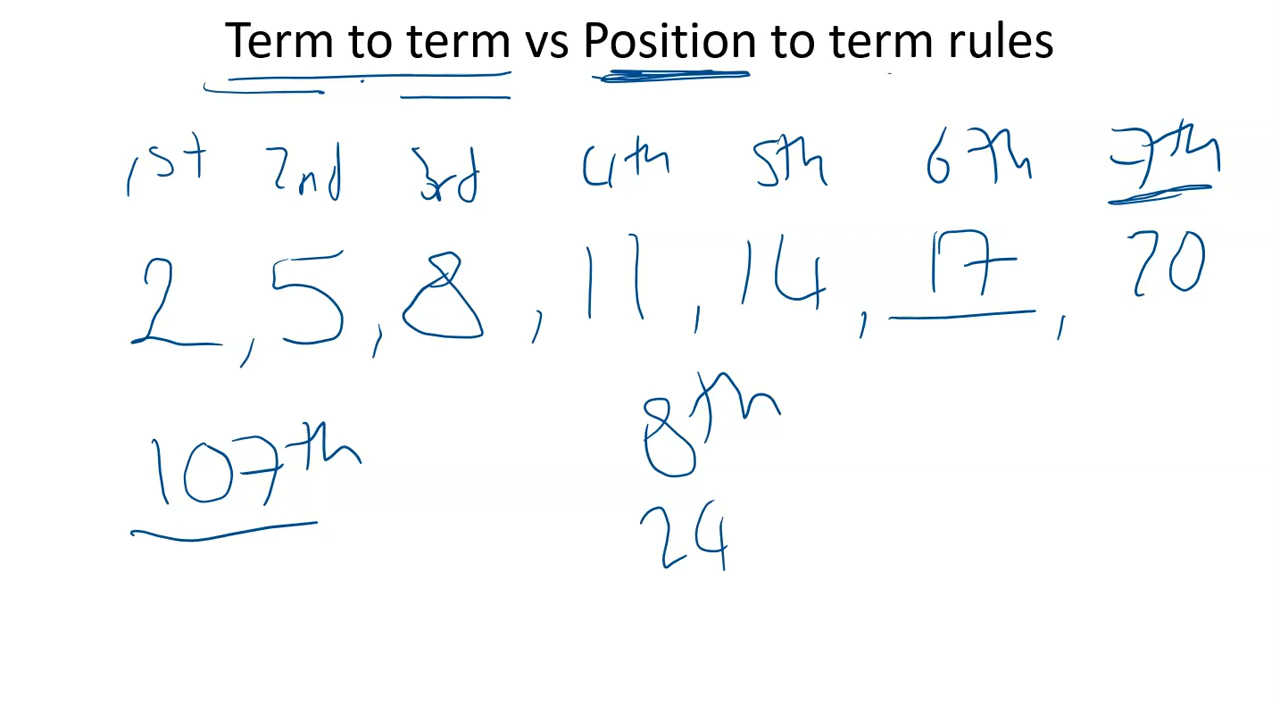 Term to term vs Position to term rules
1st 2nd 3rd 4th 5th 6th 7th
2, 5, 8, 11, 14, 17, 20
8th
107th
24